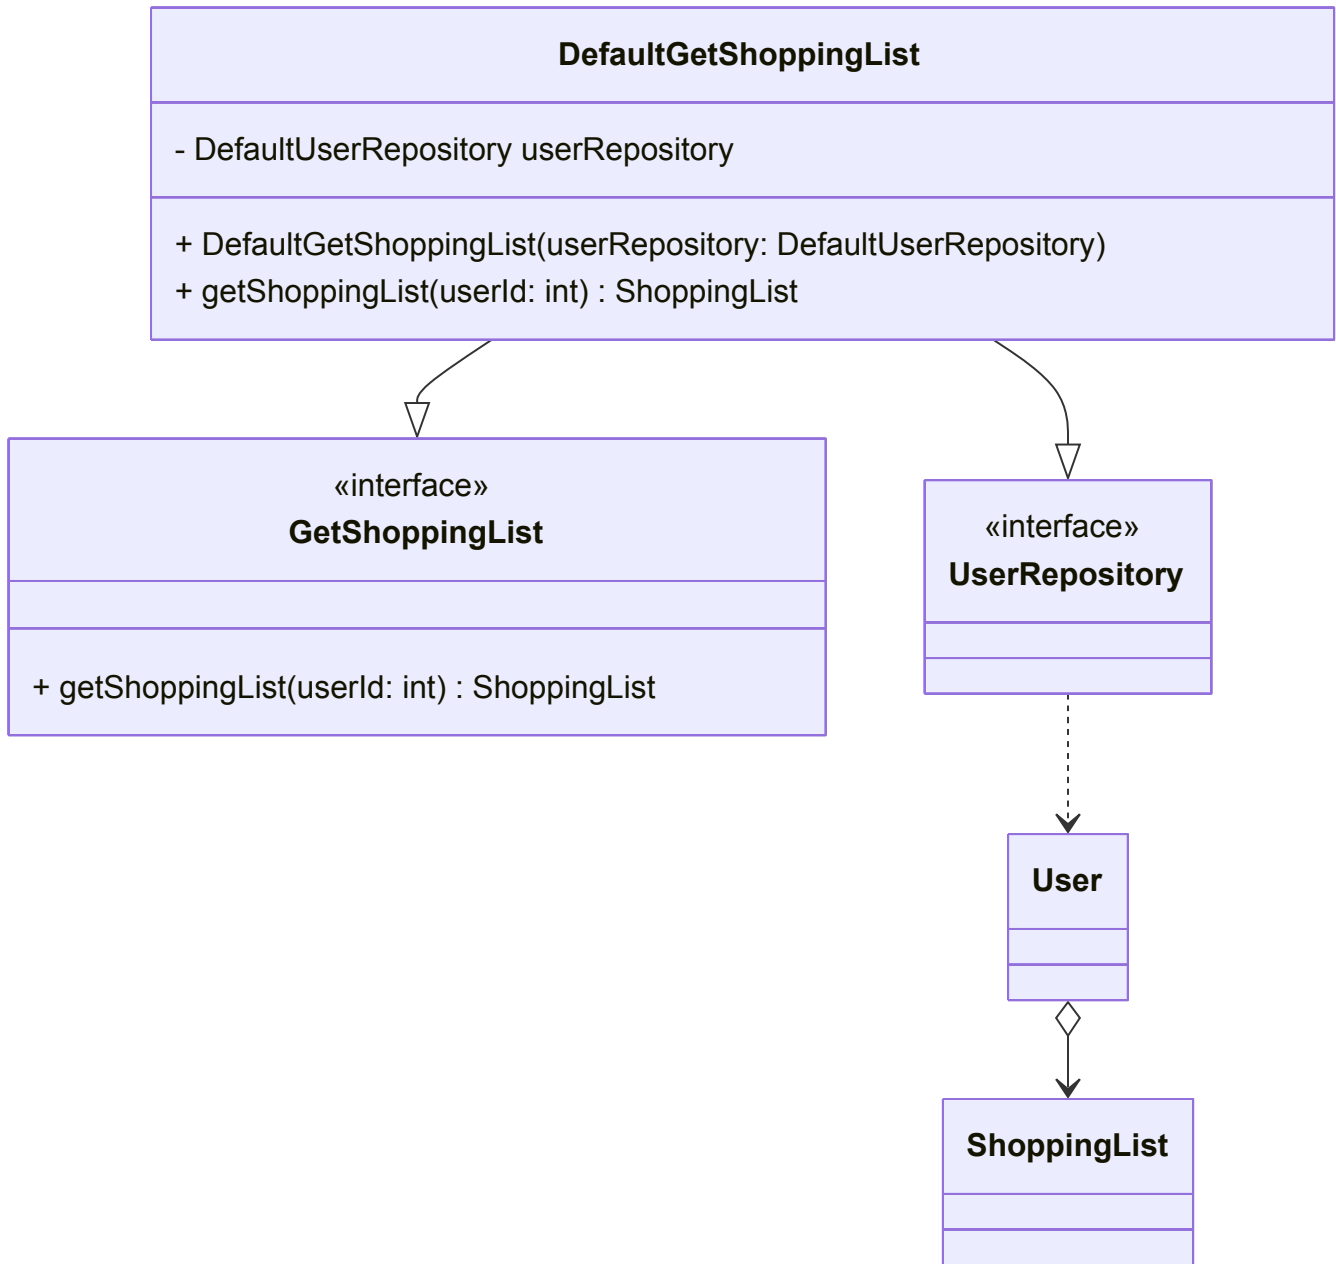 DefaultGetShoppingList
- DefaultUserRepository userRepository
+ DefaultGetShoppingList(userRepository: DefaultUserRepository)
+ getShoppingList(userId: int) : ShoppingList
«interface»
GetShoppingList
+ getShoppingList(userId: int) : ShoppingList
«interface»
UserRepository
User
ShoppingList